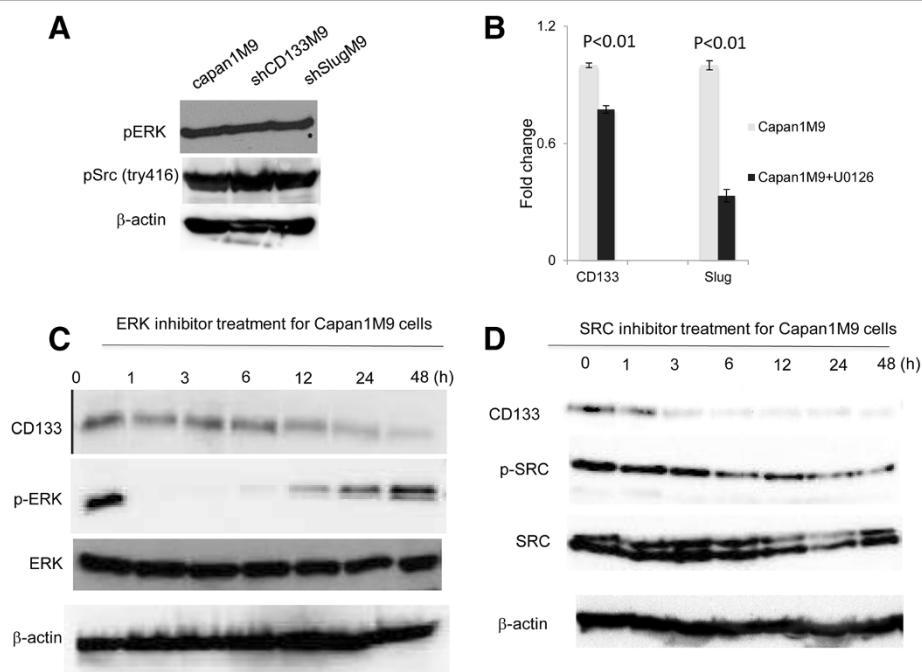 A
capan1M9
shCD133M9
shSlugM9
pERK
pSrc (try416)
β-actin
B
1.2
P<0.01 P<0.01
Fold change
0.6
0
Capan1M9
Capan1M9+U0126
CD133 Slug
C
ERK inhibitor treatment for Capan1M9 cells
0 1 3 6 12 24 48 (h)
CD133
p-ERK
ERK
β-actin
D
SRC inhibitor treatment for Capan1M9 cells
0 1 3 6 12 24 48 (h)
CD133
p-SRC
SRC
β-actin